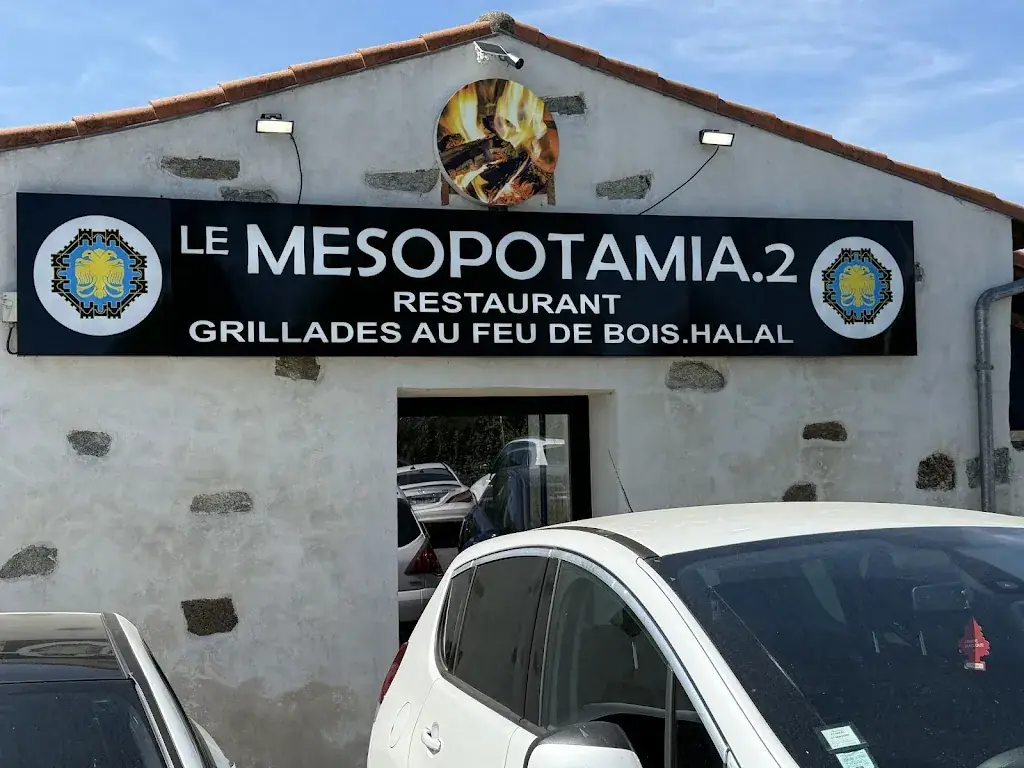 LE MESOPOTAMIA.2
RESTAURANT
GRILLADES AU FEU DE BOIS.HALAL